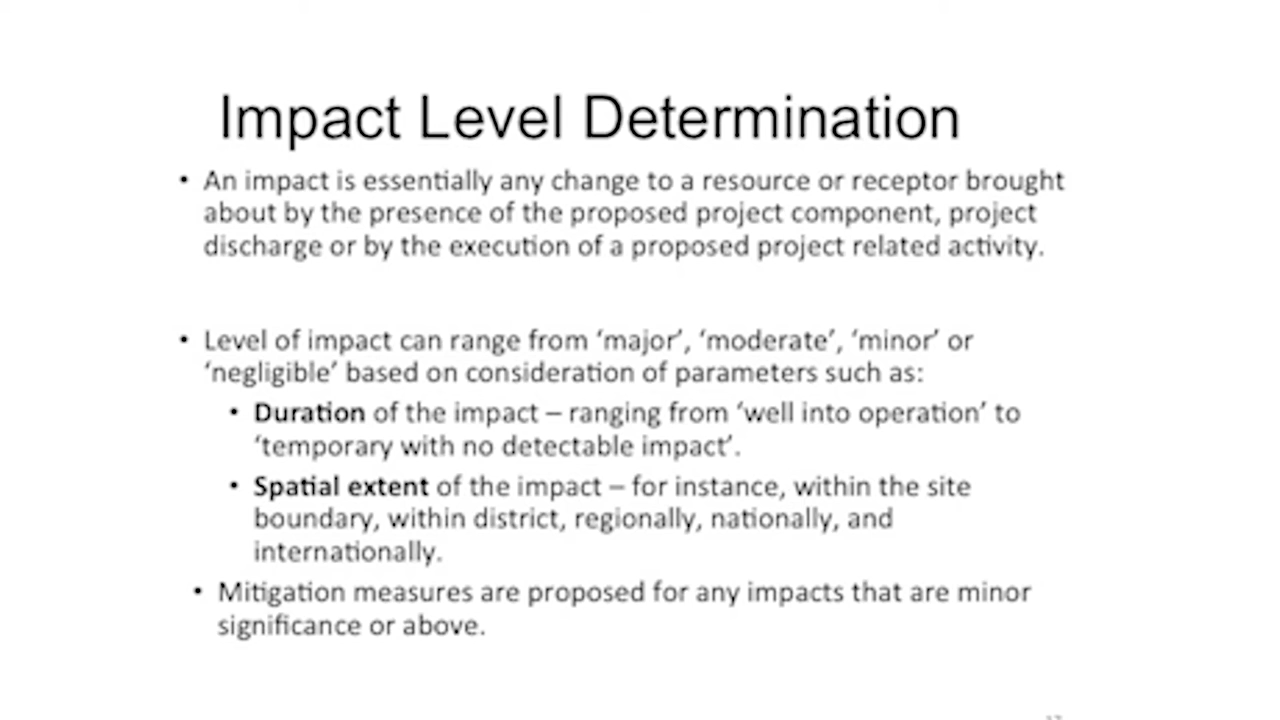 Impact Level Determination
• An impact is essentially any change to a resource or receptor brought
about by the presence of the proposed project component, project
discharge or by the execution of a proposed project related activity.
• Level of impact can range from ‘major’, ‘moderate’, ‘minor’ or
‘negligible’ based on consideration of parameters such as:
• Duration of the impact – ranging from ‘well into operation’ to
‘temporary with no detectable impact’.
• Spatial extent of the impact – for instance, within the site
boundary, within district, regionally, nationally, and
internationally.
• Mitigation measures are proposed for any impacts that are minor
significance or above.